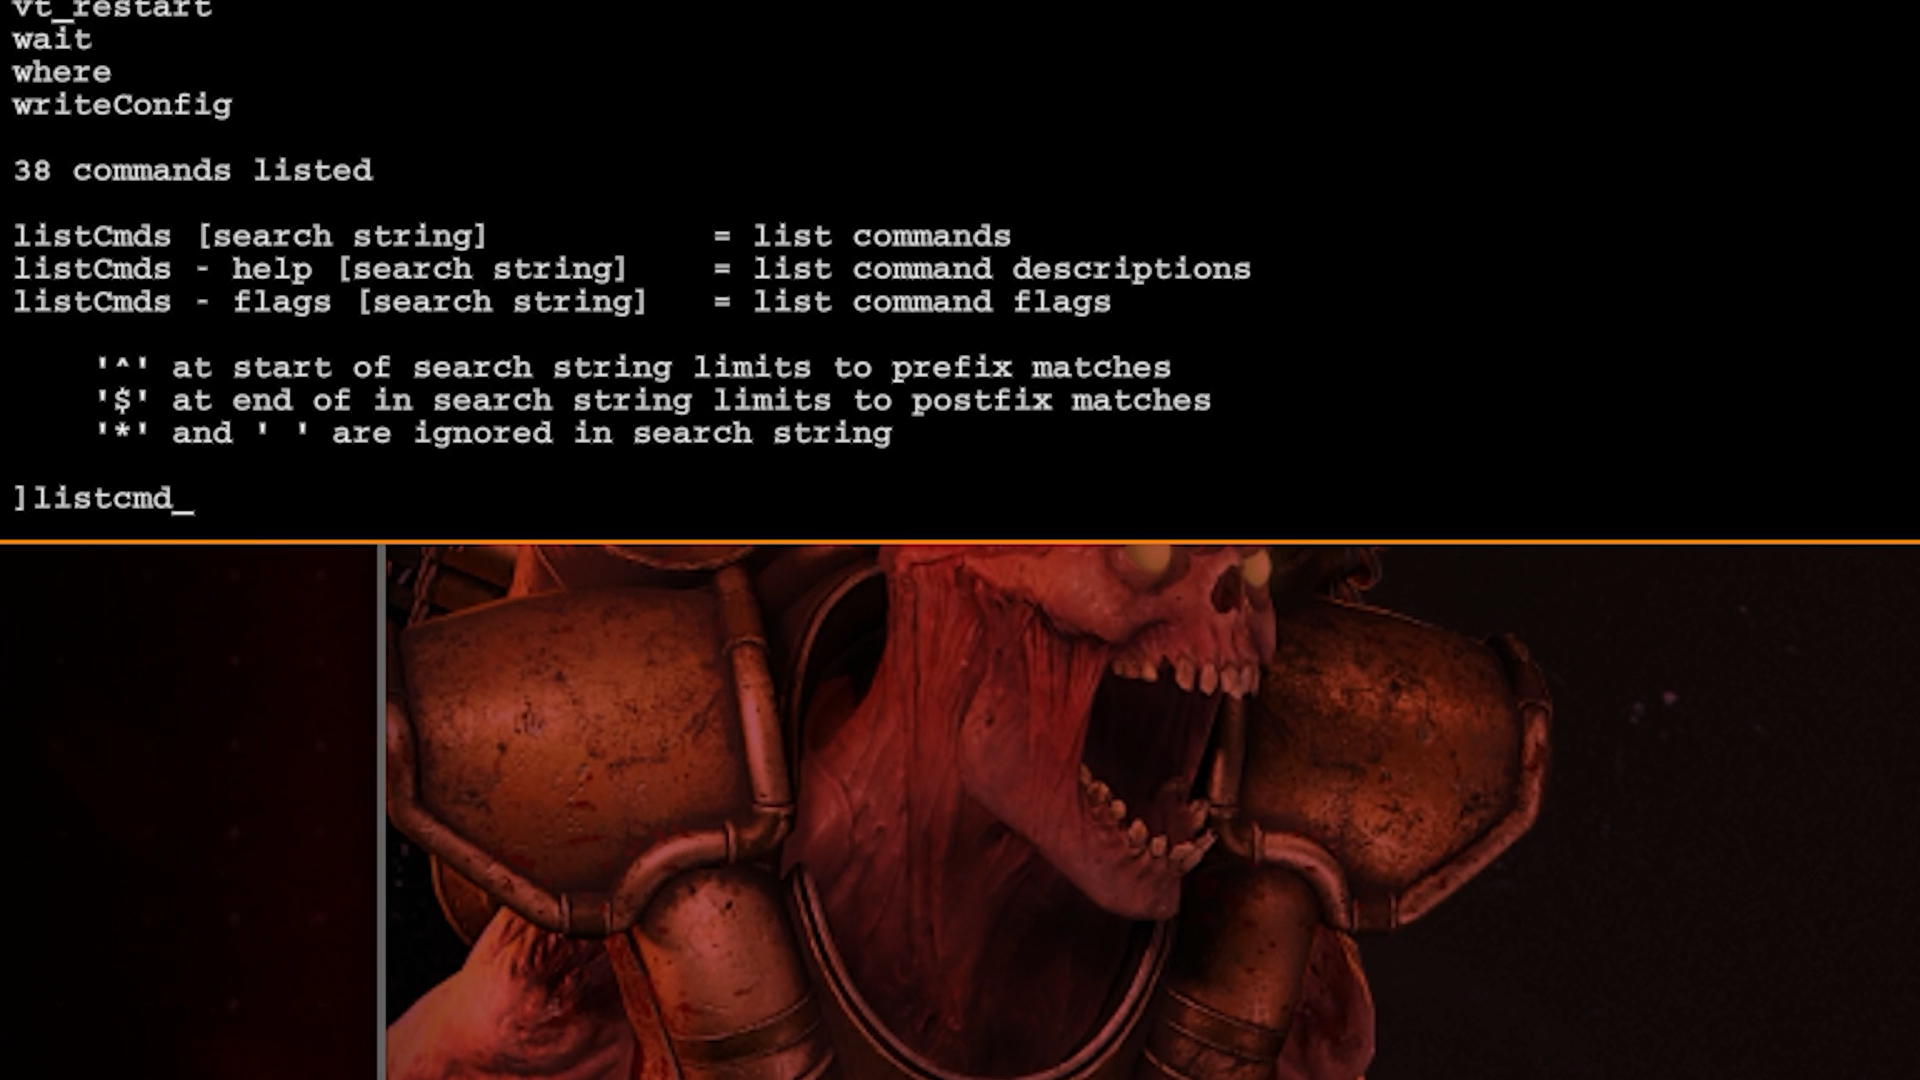 vt_restart
wait
where
writeConfig
38 commands listed
listCmds [search string] = list commands
listCmds - help [search string] = list command descriptions
listCmds - flags [search string] = list command flags
'^' at start of search string limits to prefix matches
'$' at end of in search string limits to postfix matches
'*' and ' ' are ignored in search string
]listcmd_